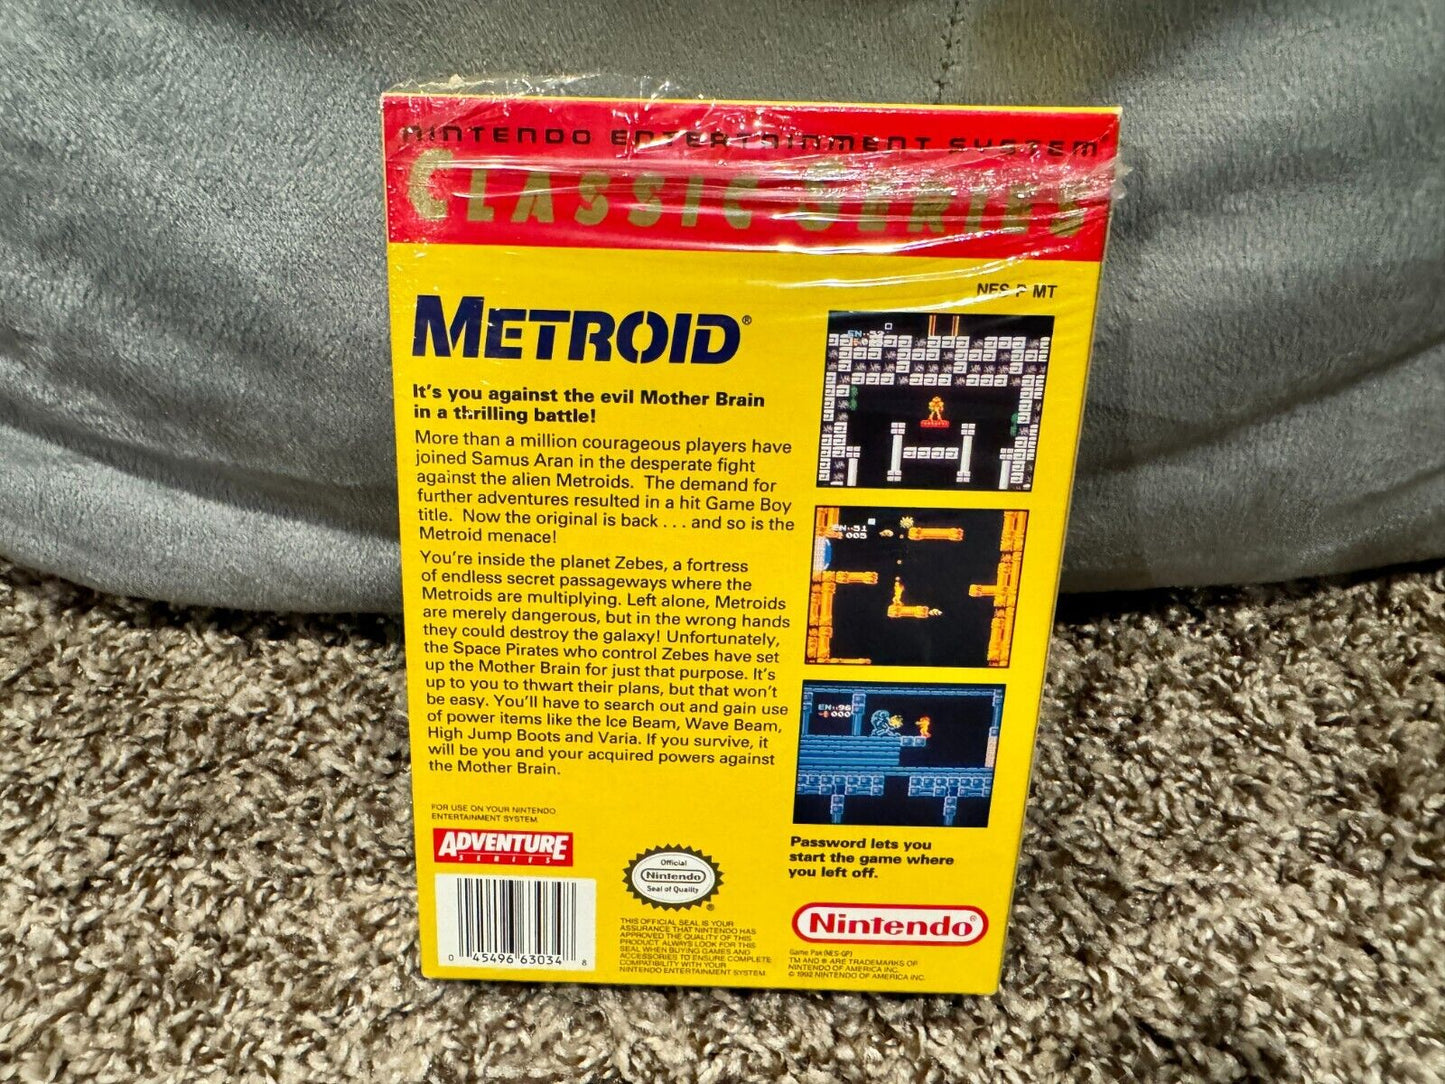 NINTENDO ENTERTAINMENT SYSTEM
CLASSIC SERIES
NES-P-MT
METROID®
It's you against the evil Mother Brain
in a thrilling battle!
More than a million courageous players have
joined Samus Aran in the desperate fight
against the alien Metroids. The demand for
further adventures resulted in a hit Game Boy
title. Now the original is back . . . and so is the
Metroid menace!
You're inside the planet Zebes, a fortress
of endless secret passageways where the
Metroids are multiplying. Left alone, Metroids
are merely dangerous, but in the wrong hands
they could destroy the galaxy! Unfortunately,
the Space Pirates who control Zebes have set
up the Mother Brain for just that purpose. It's
up to you to thwart their plans, but that won't
be easy. You'll have to search out and gain use
of power items like the Ice Beam, Wave Beam,
High Jump Boots and Varia. If you survive, it
will be you and your acquired powers against
the Mother Brain.
EN..51
005
EN..96
000
Password lets you
start the game where
you left off.
FOR USE ON YOUR NINTENDO
ENTERTAINMENT SYSTEM
ADVENTURE
SERIES
0 45496 63034 8
Official
Nintendo
Seal of Quality
®
THIS OFFICIAL SEAL IS YOUR
ASSURANCE THAT NINTENDO HAS
APPROVED THE QUALITY OF THIS
PRODUCT. ALWAYS LOOK FOR THIS
SEAL WHEN BUYING GAMES AND
ACCESSORIES TO ENSURE COMPLETE
COMPATIBILITY WITH YOUR
NINTENDO ENTERTAINMENT SYSTEM.
Nintendo®
Game Pak (NES-GP)
TM AND ® ARE TRADEMARKS OF
NINTENDO OF AMERICA INC.
© 1992 NINTENDO OF AMERICA INC.